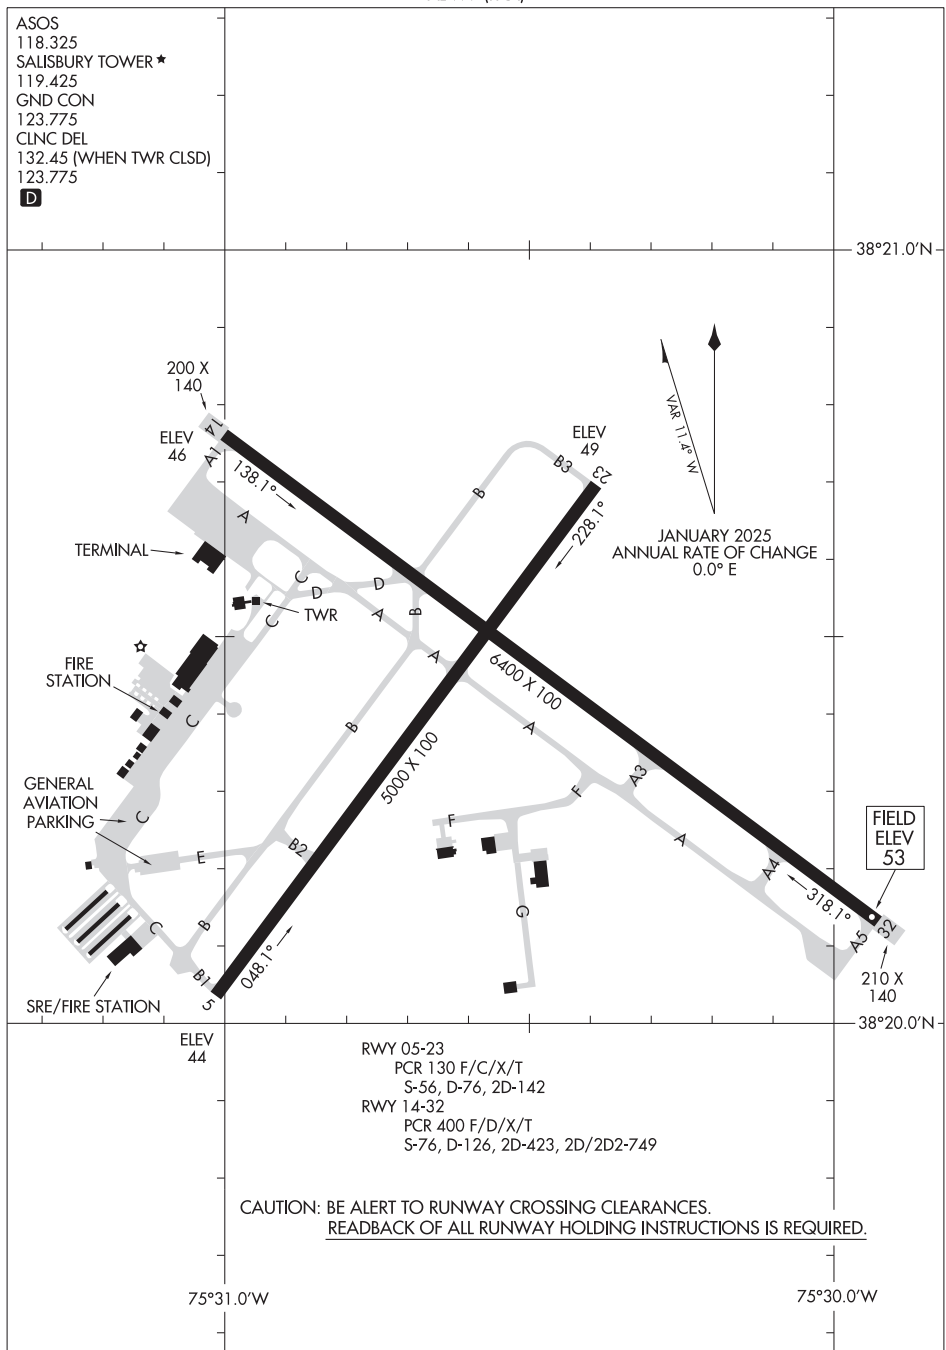 ASOS
118.325
SALISBURY TOWER★
119.425
GND CON
123.775
CLNC DEL
132.45 (WHEN TWR CLSD)
123.775
D
38°21.0'N
200 X
140
14
ELEV
46
A1
138.1°
A
TERMINAL
C
D
D
B
TWR
C
A
A
A
B
B3
ELEV
49
23
228.1°
VAR 11.4° W
JANUARY 2025
ANNUAL RATE OF CHANGE
0.0° E
6400 X 100
5000 X 100
FIRE
STATION
C
B
A
F
A3
GENERAL
AVIATION
PARKING
C
E
B2
F
A
A4
FIELD
ELEV
53
318.1°
A5
32
210 X
140
G
C
B
B1
048.1°
5
SRE/FIRE STATION
38°20.0'N
ELEV
44
RWY 05-23
PCR 130 F/C/X/T
S-56, D-76, 2D-142
RWY 14-32
PCR 400 F/D/X/T
S-76, D-126, 2D-423, 2D/2D2-749
CAUTION: BE ALERT TO RUNWAY CROSSING CLEARANCES.
READBACK OF ALL RUNWAY HOLDING INSTRUCTIONS IS REQUIRED.
75°31.0'W
75°30.0'W